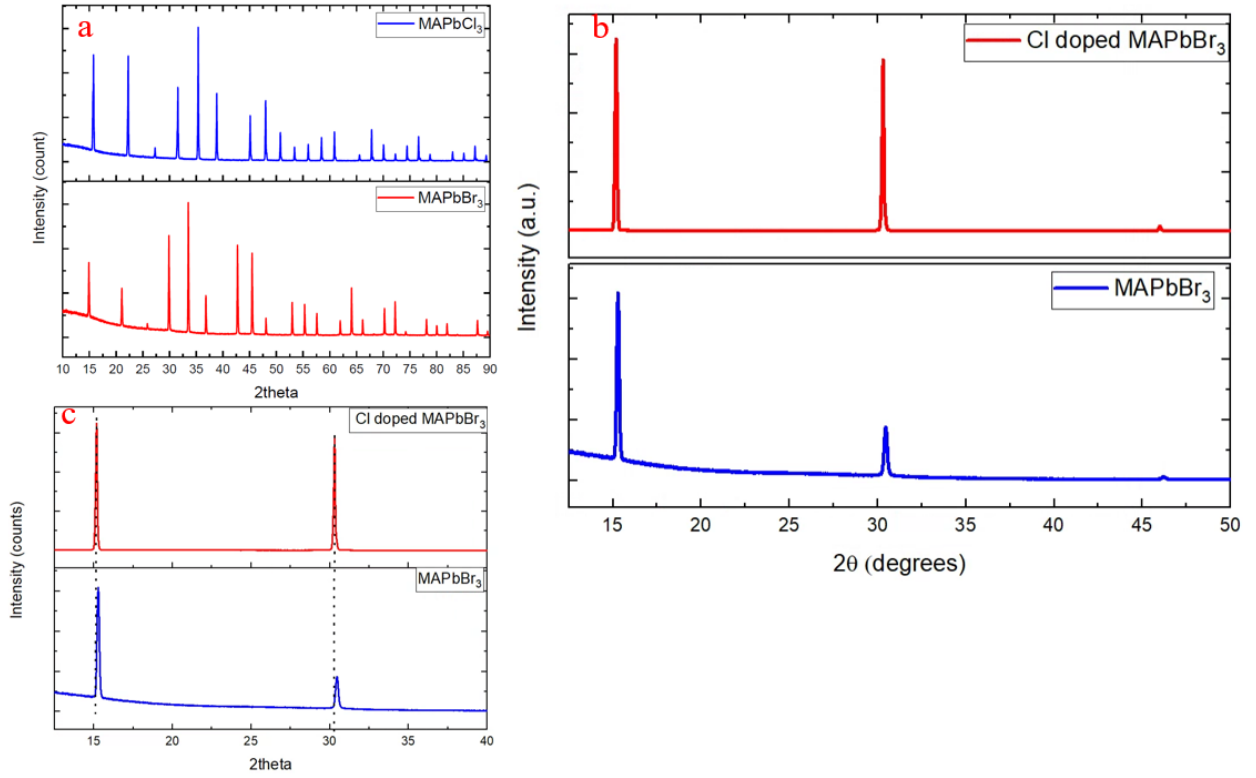 a
MAPbCl₃
MAPbBr₃
Intensity (count)
10 15 20 25 30 35 40 45 50 55 60 65 70 75 80 85 90
2theta
b
Cl doped MAPbBr₃
MAPbBr₃
Intensity (a.u.)
15 20 25 30 35 40 45 50
2θ (degrees)
c
Cl doped MAPbBr₃
MAPbBr₃
Intensity (counts)
15 20 25 30 35 40
2theta